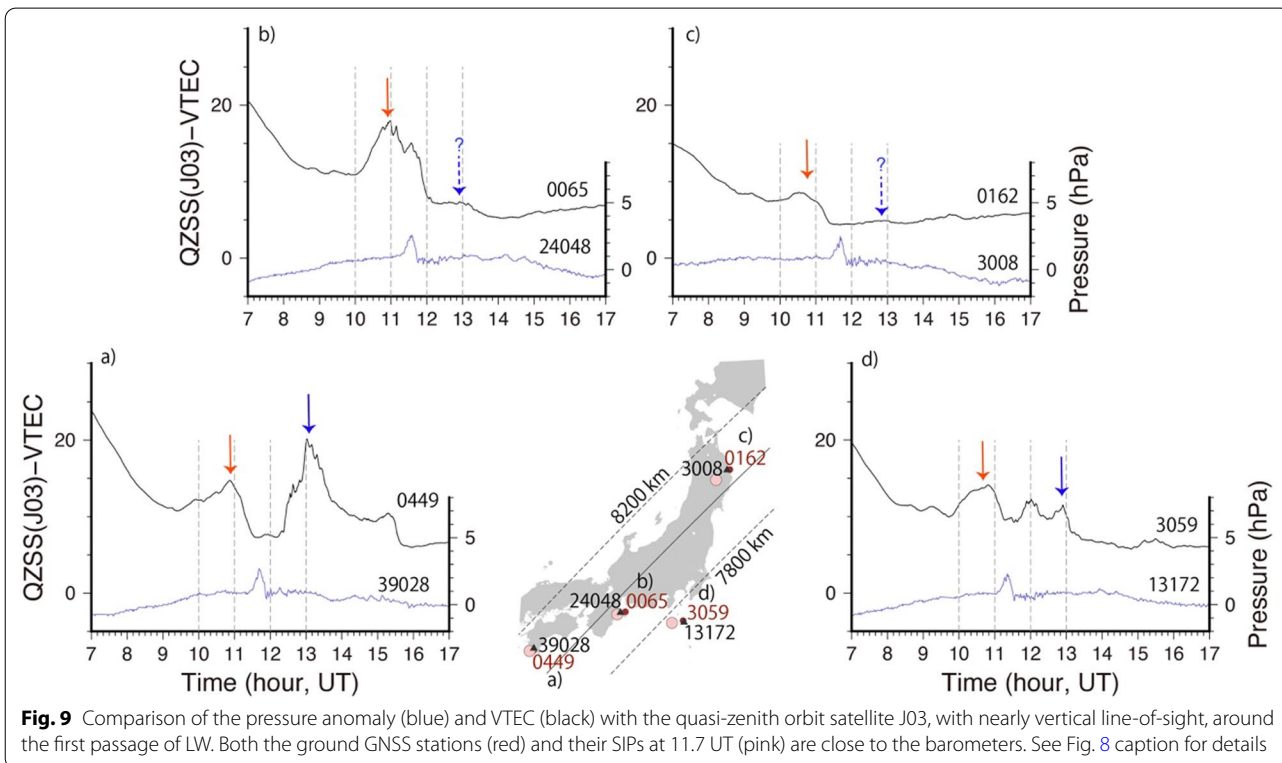 b)
QZSS(J03)−VTEC
20
0
?
0065
24048
5
0
7 8 9 10 11 12 13 14 15 16 17
c)
20
0
?
0162
3008
5
0
Pressure (hPa)
7 8 9 10 11 12 13 14 15 16 17
a)
QZSS(J03)−VTEC
20
0
0449
39028
5
0
7 8 9 10 11 12 13 14 15 16 17
Time (hour, UT)
8200 km
c)
3008 0162
7800 km
b)
24048 0065
d)
3059
13172
39028
0449
a)
d)
20
0
3059
13172
5
0
Pressure (hPa)
7 8 9 10 11 12 13 14 15 16 17
Time (hour, UT)
Fig. 9 Comparison of the pressure anomaly (blue) and VTEC (black) with the quasi-zenith orbit satellite J03, with nearly vertical line-of-sight, around
the first passage of LW. Both the ground GNSS stations (red) and their SIPs at 11.7 UT (pink) are close to the barometers. See Fig. 8 caption for details